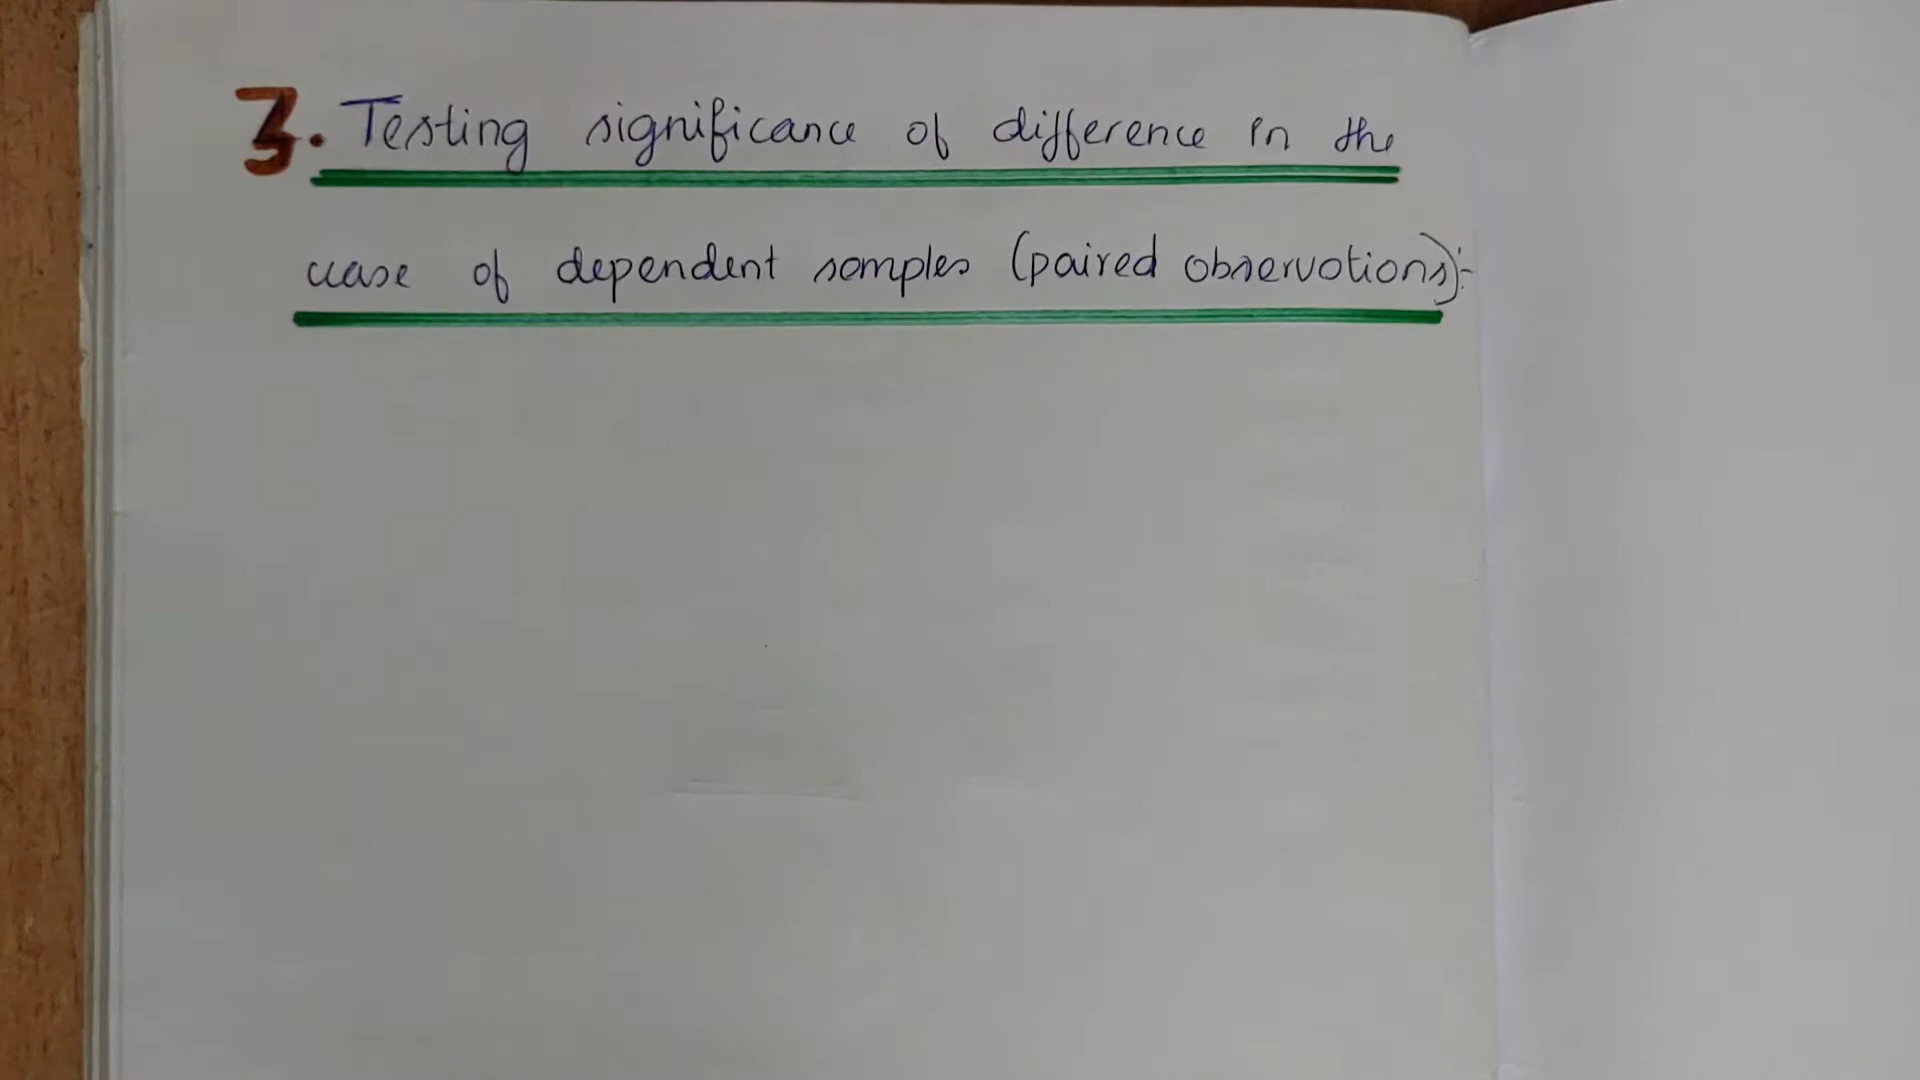 3. Testing significance of difference in the
case of dependent samples (paired observations):-